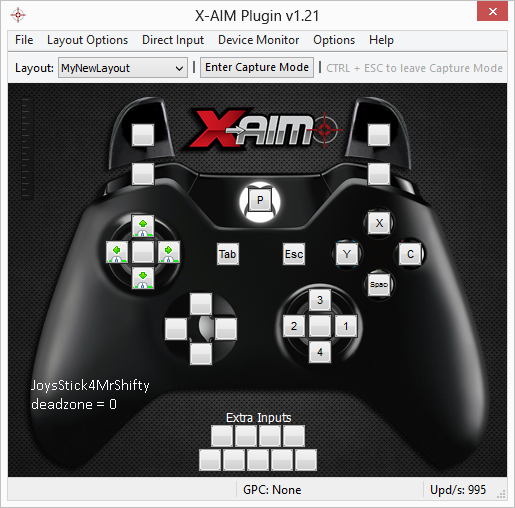 X-AIM Plugin v1.21
File Layout Options Direct Input Device Monitor Options Help
Layout: MyNewLayout Enter Capture Mode CTRL + ESC to leave Capture Mode
X-AIM
P
X
Tab Esc Y C
Spac
3
2 1
4
JoysStick4MrShifty
deadzone = 0
Extra Inputs
GPC: None Upd/s: 995